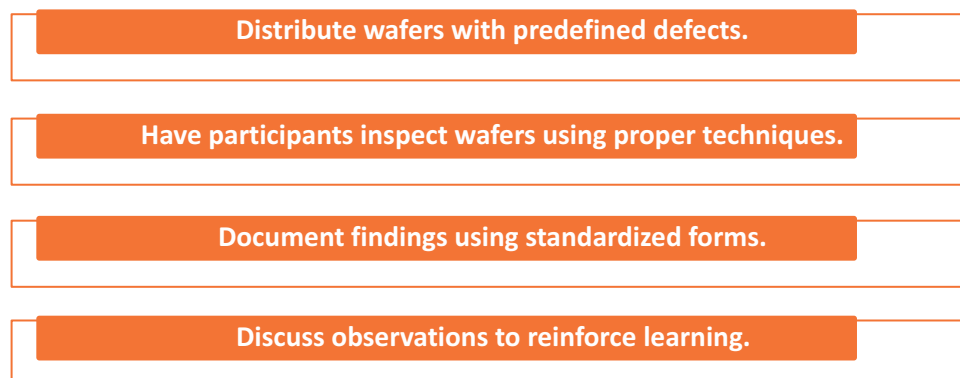 Distribute wafers with predefined defects.
Have participants inspect wafers using proper techniques.
Document findings using standardized forms.
Discuss observations to reinforce learning.